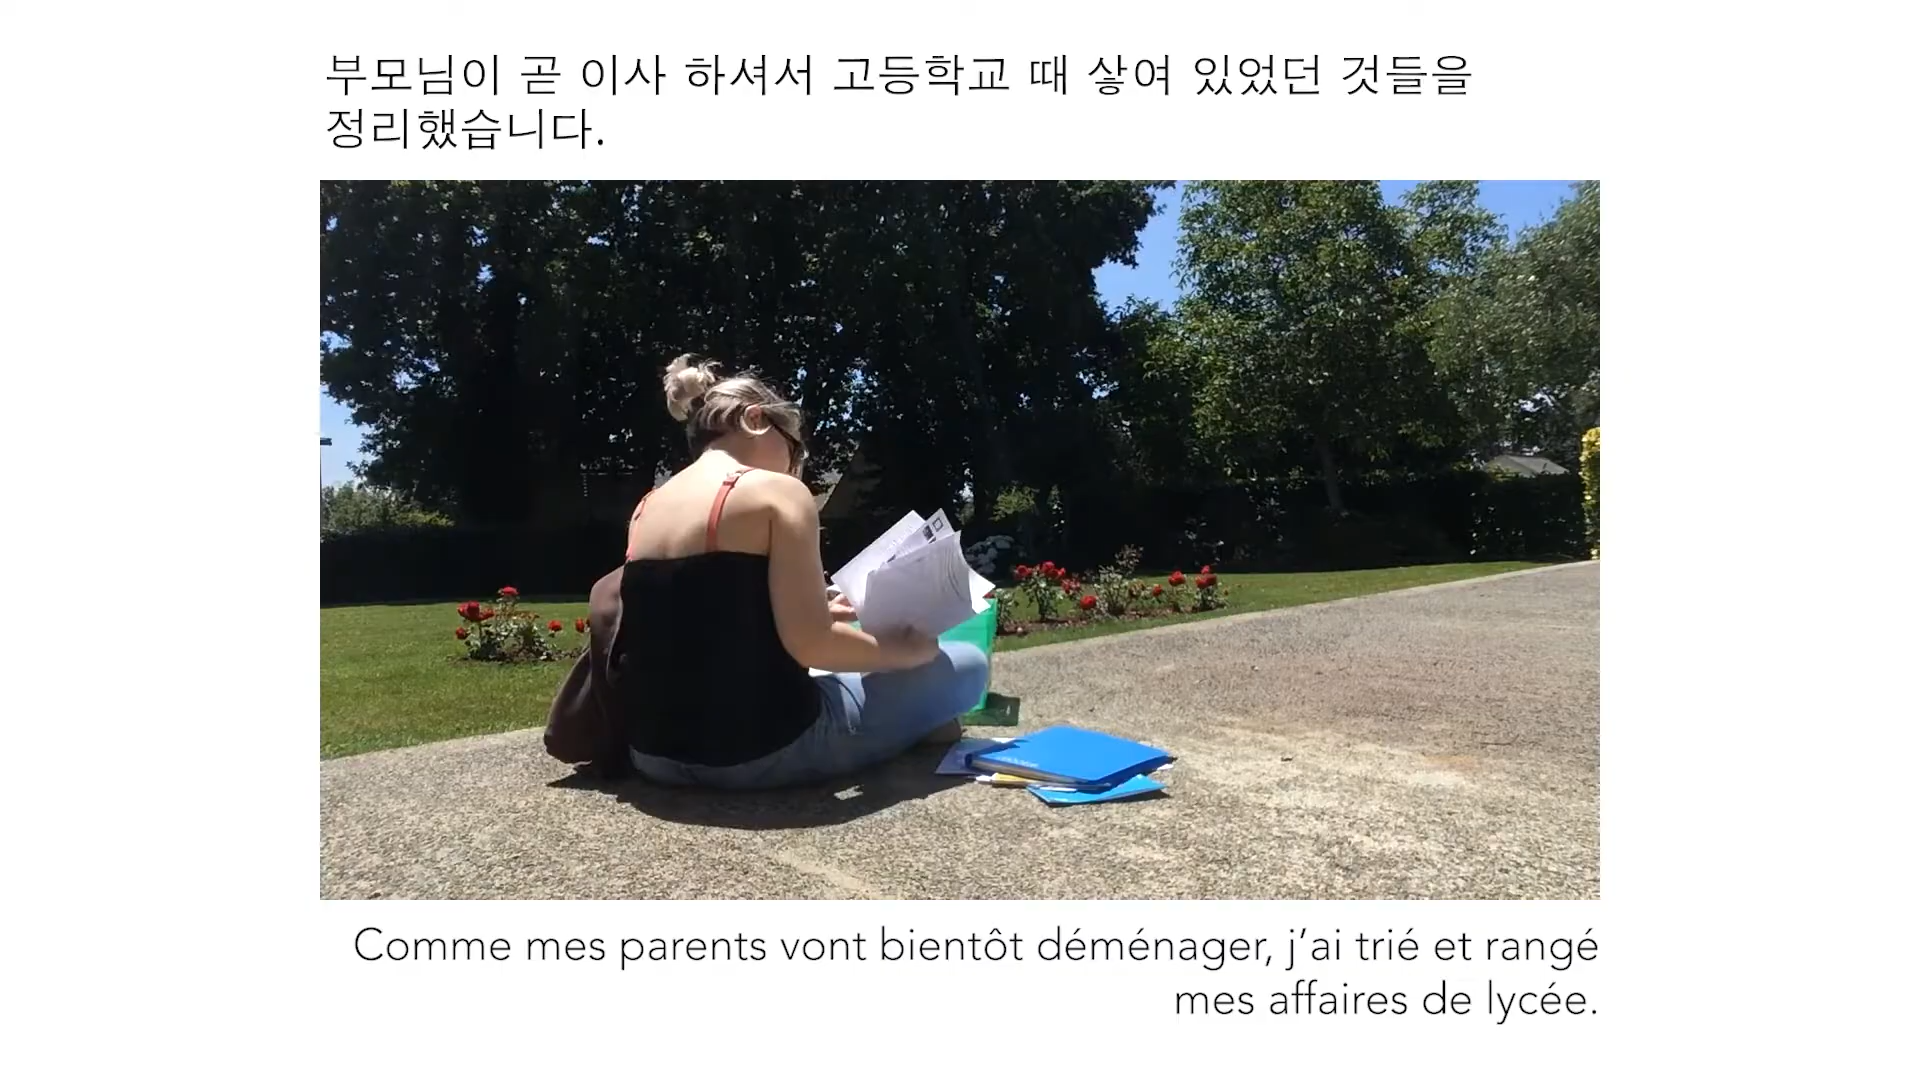 부모님이 곧 이사 하셔서 고등학교 때 샇여 있었던 것들을
정리했습니다.
Comme mes parents vont bientôt déménager, j’ai trié et rangé
mes affaires de lycée.